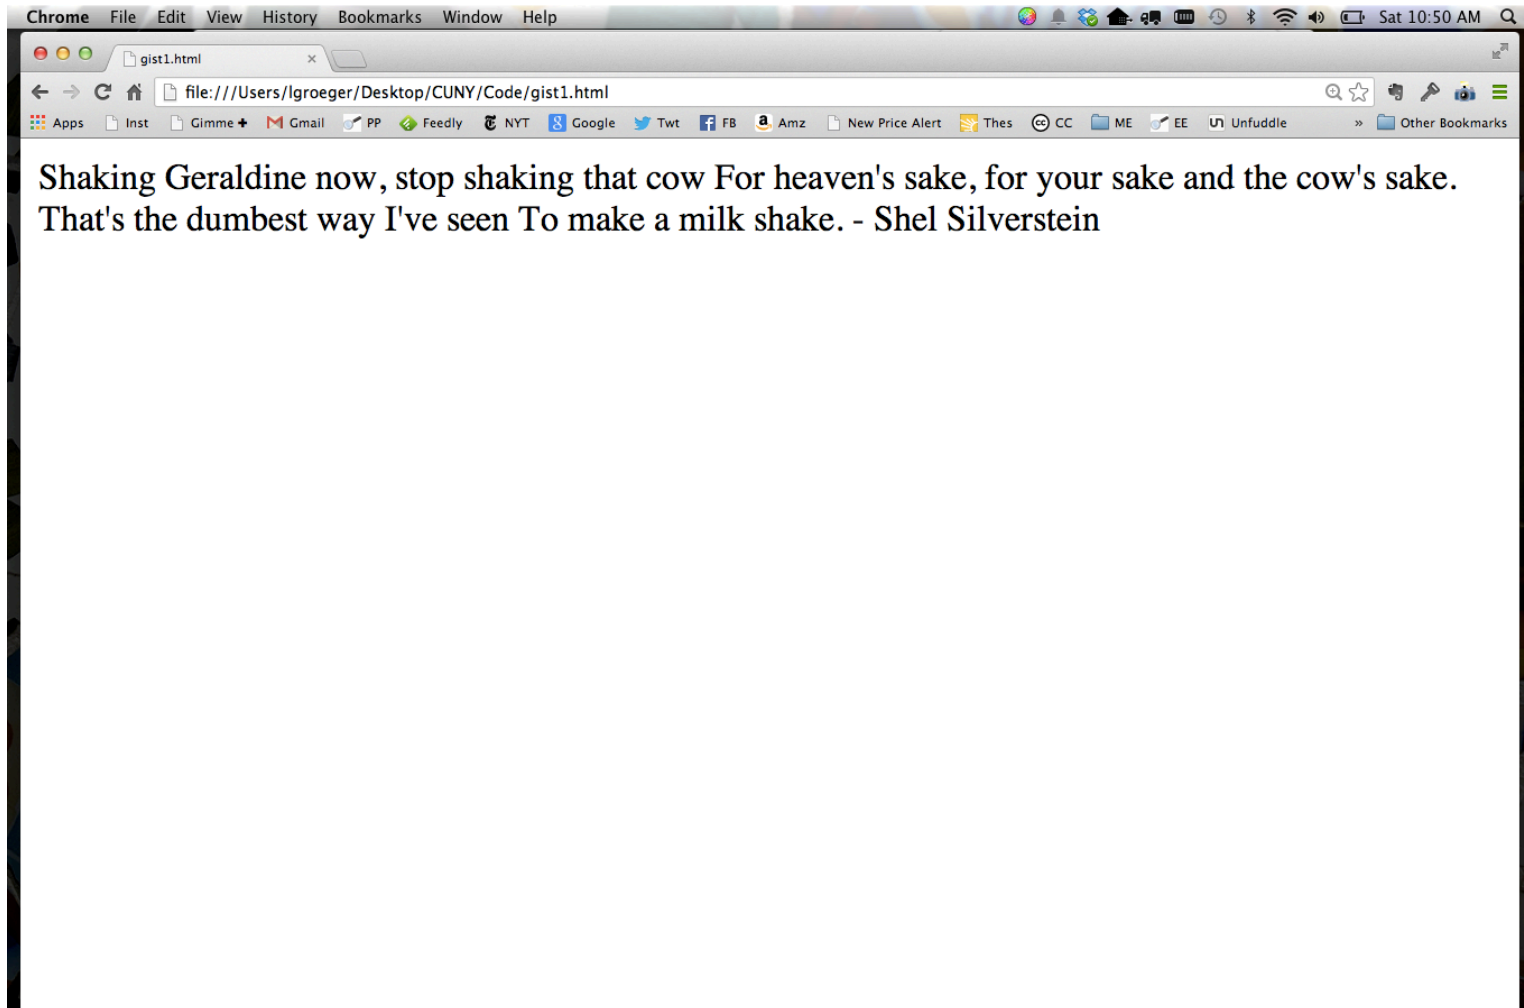 Chrome File Edit View History Bookmarks Window Help Sat 10:50 AM
gist1.html
file:///Users/lgroeger/Desktop/CUNY/Code/gist1.html
Apps Inst Gimme + Gmail PP Feedly NYT Google Twt FB Amz New Price Alert Thes CC ME EE Unfuddle » Other Bookmarks
Shaking Geraldine now, stop shaking that cow For heaven's sake, for your sake and the cow's sake.
That's the dumbest way I've seen To make a milk shake. - Shel Silverstein